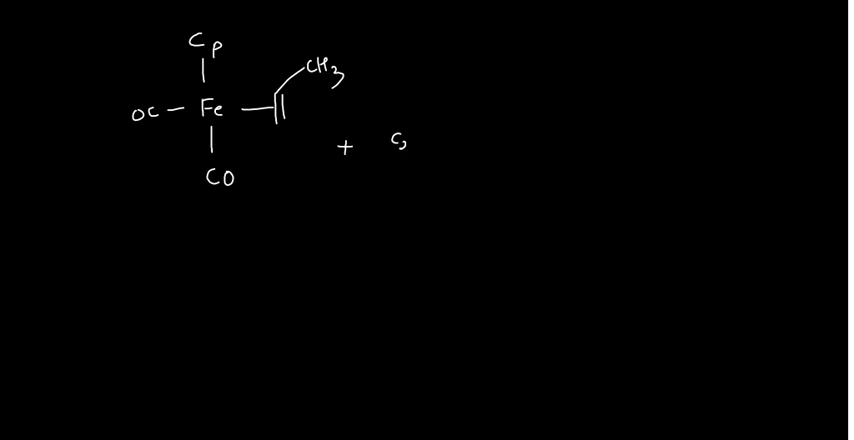 Cp
CH3
OC - Fe -
+
CO